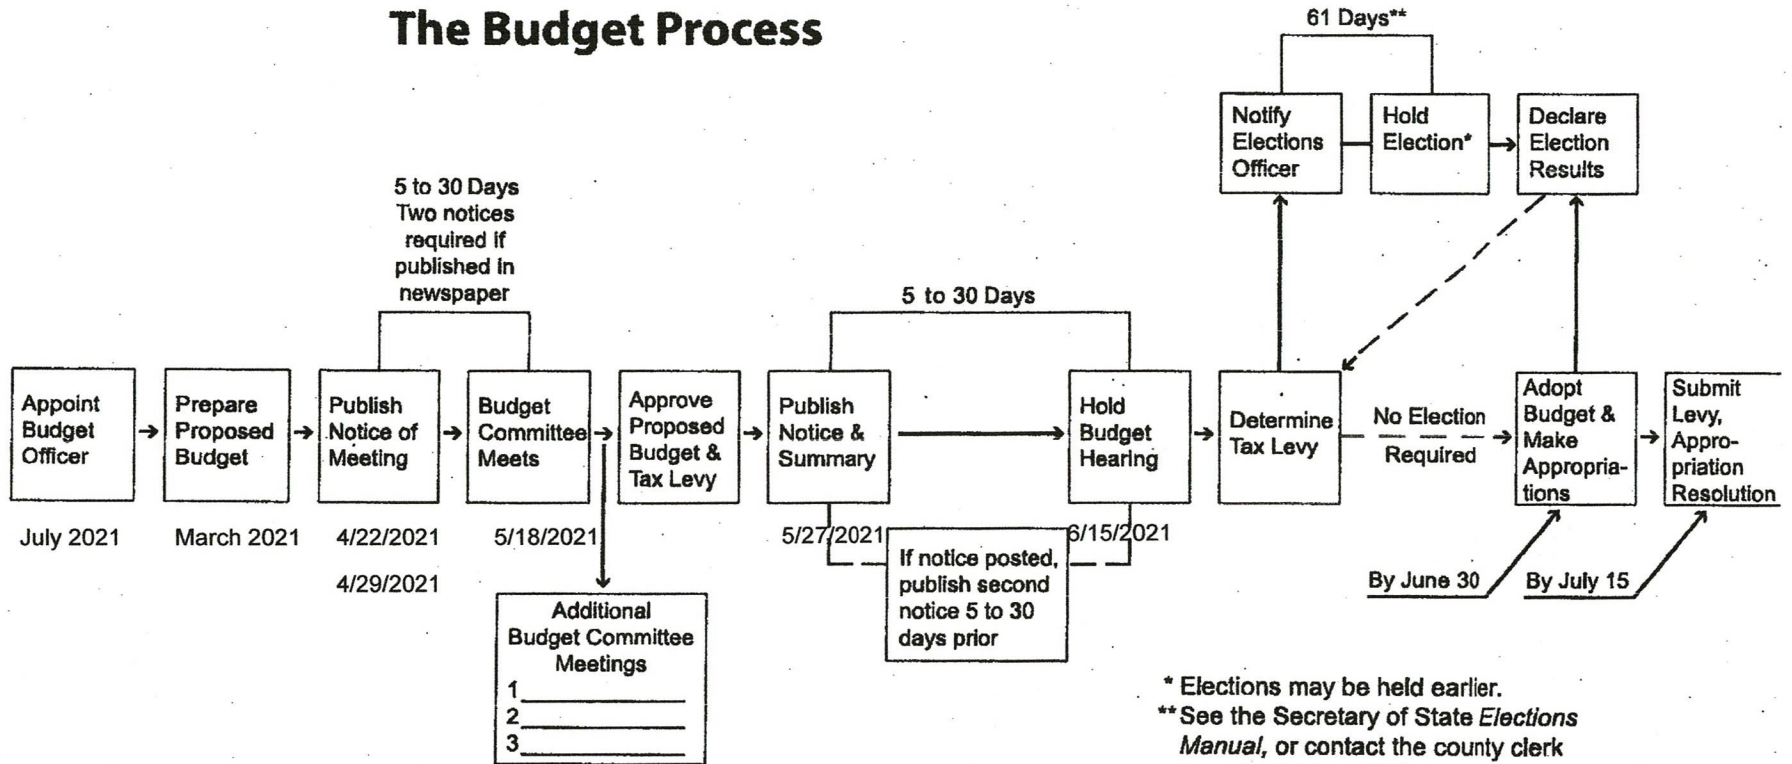 The Budget Process
61 Days**
Notify
Elections
Officer
Hold
Election*
Declare
Election
Results
5 to 30 Days
Two notices
required if
published in
newspaper
5 to 30 Days
Appoint
Budget
Officer
Prepare
Proposed
Budget
Publish
Notice of
Meeting
Budget
Committee
Meets
Approve
Proposed
Budget &
Tax Levy
Publish
Notice &
Summary
Hold
Budget
Hearing
Determine
Tax Levy
No Election
Required
Adopt
Budget &
Make
Appropria-
tions
Submit
Levy,
Appro-
priation
Resolution
July 2021
March 2021
4/22/2021
4/29/2021
5/18/2021
5/27/2021
6/15/2021
If notice posted,
publish second
notice 5 to 30
days prior
By June 30
By July 15
Additional
Budget Committee
Meetings
1
2
3
* Elections may be held earlier.
** See the Secretary of State Elections
Manual, or contact the county clerk